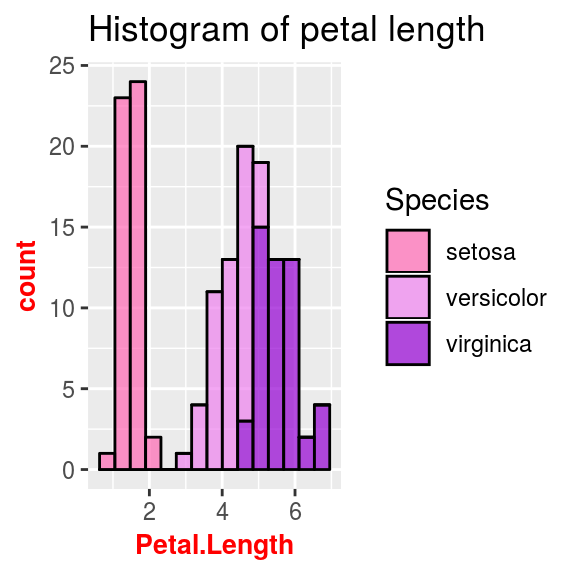 Histogram of petal length
25
20
15
10
5
0
count
2 4 6
Petal.Length
Species
setosa
versicolor
virginica